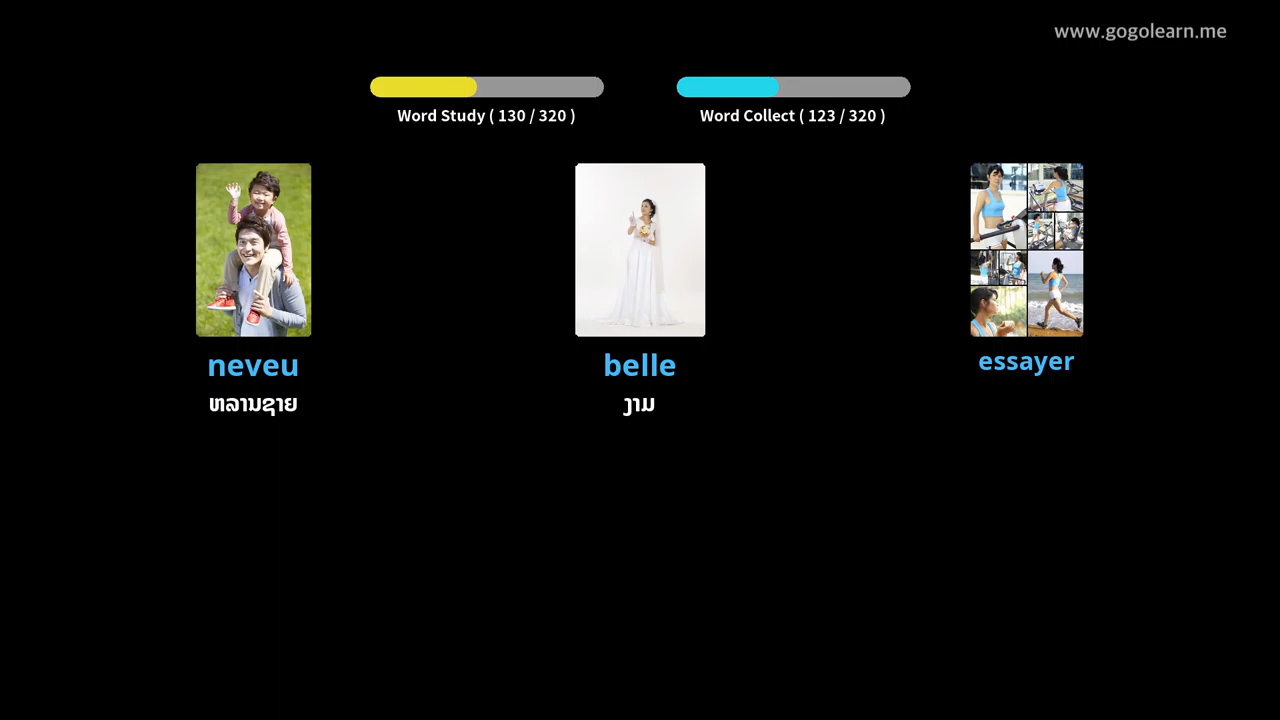 www.gogolearn.me
Word Study ( 130 / 320 )
Word Collect ( 123 / 320 )
neveu
ຫລານຊາຍ
belle
ງາມ
essayer